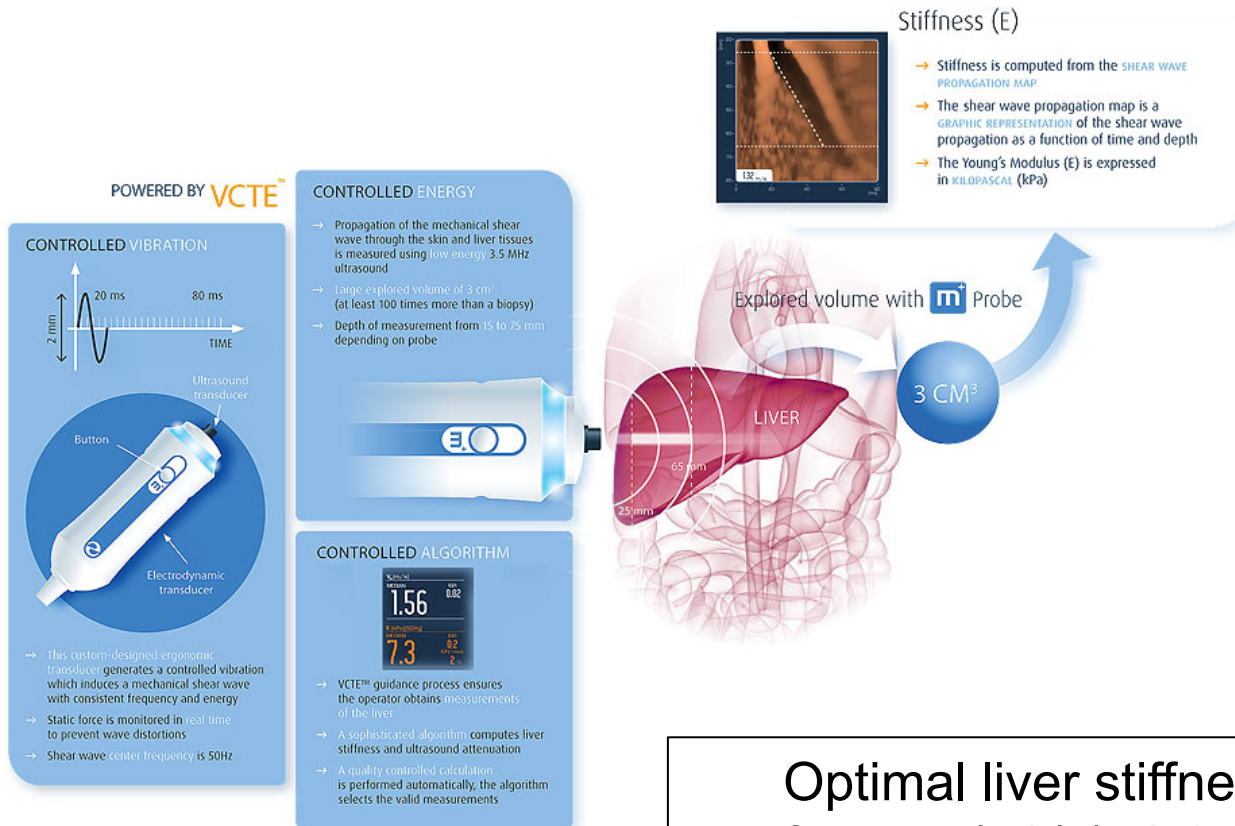 Stiffness (E)
→ Stiffness is computed from the SHEAR WAVE
PROPAGATION MAP
→ The shear wave propagation map is a
GRAPHIC REPRESENTATION of the shear wave
propagation as a function of time and depth
→ The Young's Modulus (E) is expressed
in KILOPASCAL (kPa)
POWERED BY VCTE™
CONTROLLED VIBRATION
20 ms
80 ms
2 mm
TIME
Ultrasound
transducer
Button
m+
Electrodynamic
transducer
→ This custom-designed ergonomic
transducer generates a controlled vibration
which induces a mechanical shear wave
with consistent frequency and energy
→ Static force is monitored in real time
to prevent wave distortions
→ Shear wave center frequency is 50Hz
CONTROLLED ENERGY
→ Propagation of the mechanical shear
wave through the skin and liver tissues
is measured using low energy 3.5 MHz
ultrasound
→ Large explored volume of 3 cm³
(at least 100 times more than a biopsy)
→ Depth of measurement from 15 to 75 mm
depending on probe
m+
CONTROLLED ALGORITHM
MEDIAN
IQR
1.56
0.02
MEDIAN
IQR
7.3
0.2
2 %
→ VCTE™ guidance process ensures
the operator obtains measurements
of the liver
→ A sophisticated algorithm computes liver
stiffness and ultrasound attenuation
→ A quality controlled calculation
is performed automatically, the algorithm
selects the valid measurements
Explored volume with m+ Probe
3 CM³
LIVER
65 mm
25 mm
Optimal liver stiffne